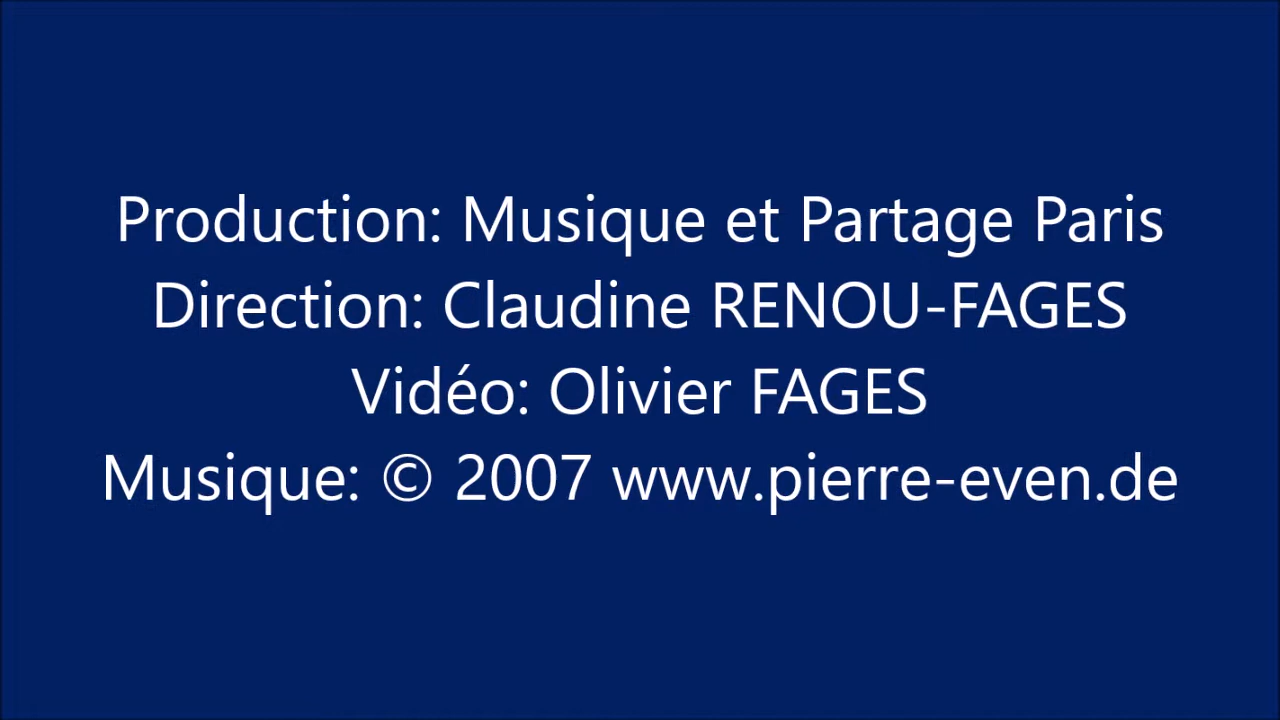 Production: Musique et Partage Paris
Direction: Claudine RENOU-FAGES
Vidéo: Olivier FAGES
Musique: © 2007 www.pierre-even.de